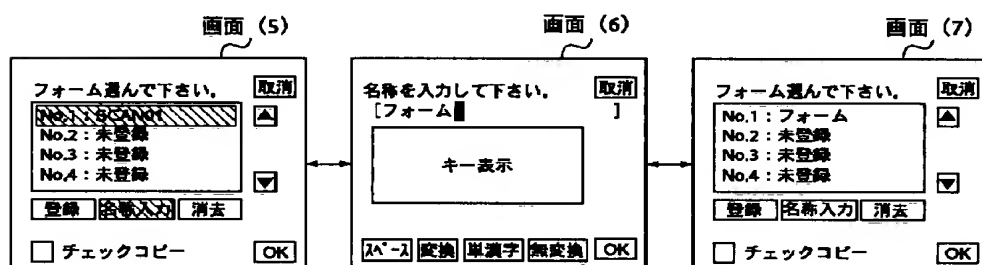 画面 (5)
フォーム選んで下さい。 取消
No.1：SCAN01
No.2：未登録
No.3：未登録
No.4：未登録
登録 名称入力 消去
チェックコピー OK
画面 (6)
名称を入力して下さい。 取消
[フォーム ]
キー表示
ｽﾍﾟｰｽ 変換 単漢字 無変換 OK
画面 (7)
フォーム選んで下さい。 取消
No.1：フォーム
No.2：未登録
No.3：未登録
No.4：未登録
登録 名称入力 消去
チェックコピー OK